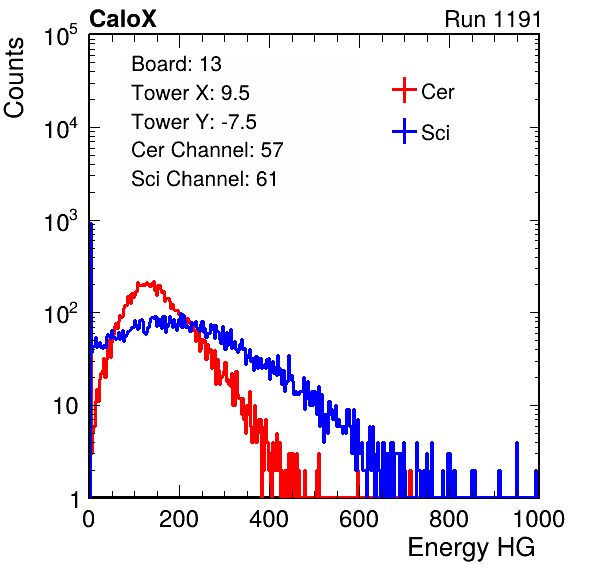 CaloX Run 1191
Counts
Board: 13
Tower X: 9.5
Tower Y: -7.5
Cer Channel: 57
Sci Channel: 61
Cer
Sci
10^5
10^4
10^3
10^2
10
1
0 200 400 600 800 1000
Energy HG